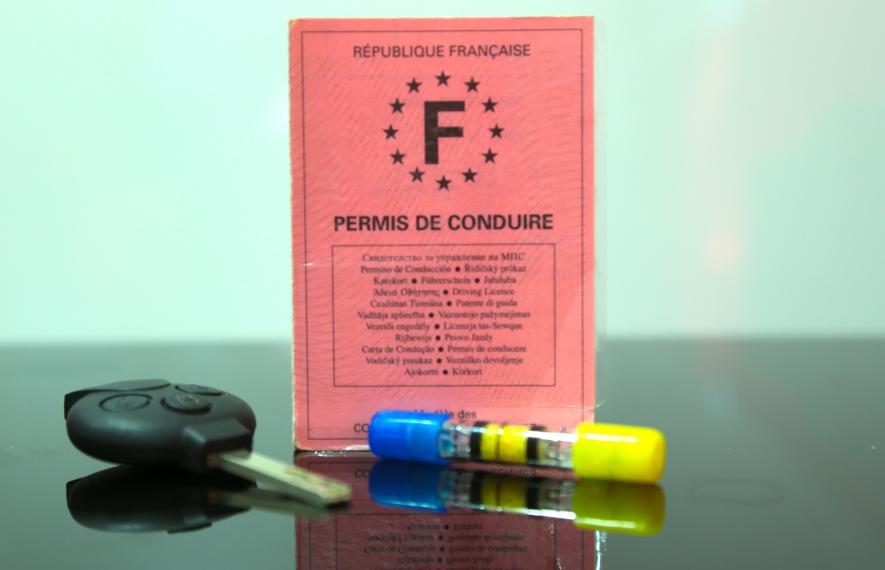 RÉPUBLIQUE FRANÇAISE
F
PERMIS DE CONDUIRE
Свидетелство за управление на МПС
Permiso de Conducción ● Řidičský průkaz
Kørekort ● Führerschein ● Juhiluba
Άδεια Οδήγησης ● Driving Licence
Ceadúnas Tiomána ● Patente di guida
Vadītāja apliecība ● Vairuotojo pažymėjimas
Vezetői engedély ● Liċenzja tas-Sewqan
Rijbewijs ● Prawo Jazdy
Carta de Condução ● Permis de conducere
Vodičský preukaz ● Vozniško dovoljenje
Ajokortti ● Körkort
des